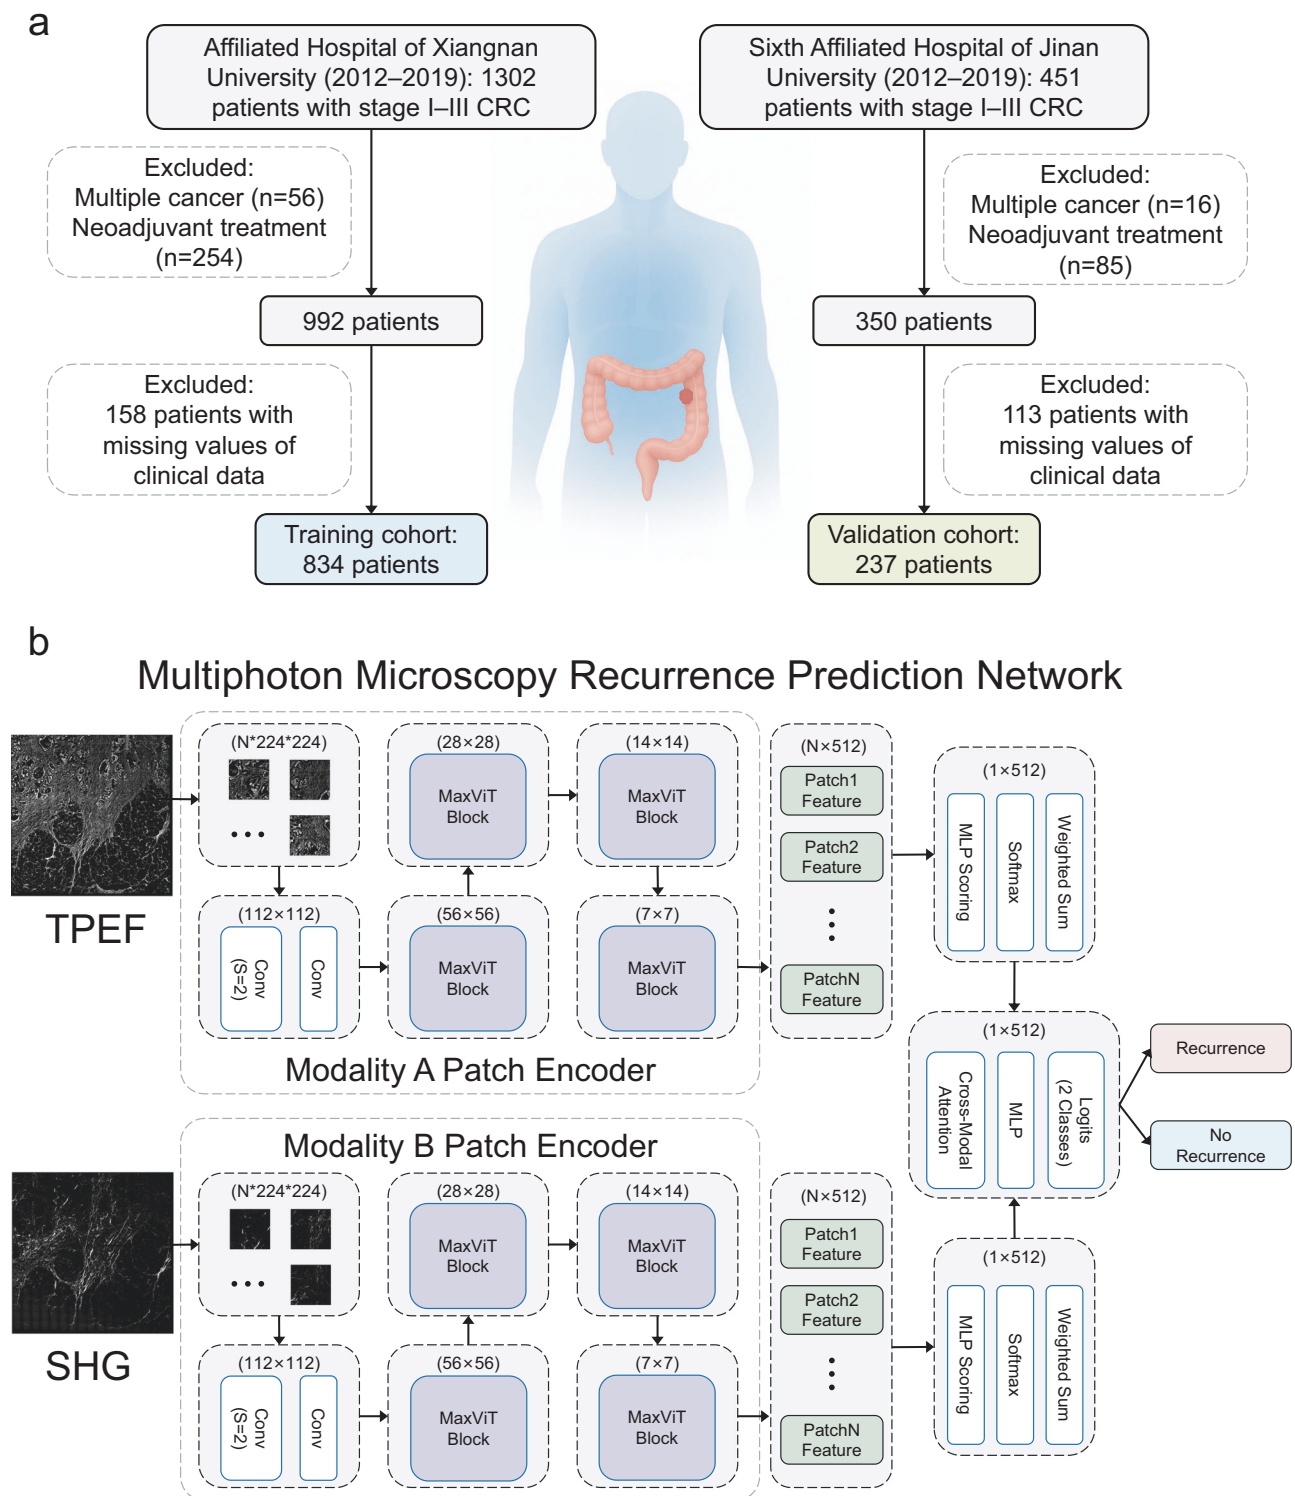 a
Affiliated Hospital of Xiangnan
University (2012–2019): 1302
patients with stage I–III CRC
Sixth Affiliated Hospital of Jinan
University (2012–2019): 451
patients with stage I–III CRC
Excluded:
Multiple cancer (n=56)
Neoadjuvant treatment
(n=254)
Excluded:
Multiple cancer (n=16)
Neoadjuvant treatment
(n=85)
992 patients
350 patients
Excluded:
158 patients with
missing values of
clinical data
Excluded:
113 patients with
missing values of
clinical data
Training cohort:
834 patients
Validation cohort:
237 patients
b
Multiphoton Microscopy Recurrence Prediction Network
TPEF
(N*224*224)
(112×112)
Conv
(S=2)
Conv
(56×56)
MaxViT
Block
(28×28)
MaxViT
Block
(14×14)
MaxViT
Block
(7×7)
MaxViT
Block
Modality A Patch Encoder
(N×512)
Patch1
Feature
Patch2
Feature
PatchN
Feature
(1×512)
MLP Scoring
Softmax
Weighted Sum
(1×512)
Cross-Modal
Attention
MLP
Logits
(2 Classes)
Recurrence
No
Recurrence
Modality B Patch Encoder
SHG
(N*224*224)
(112×112)
Conv
(S=2)
Conv
(56×56)
MaxViT
Block
(28×28)
MaxViT
Block
(14×14)
MaxViT
Block
(7×7)
MaxViT
Block
(N×512)
Patch1
Feature
Patch2
Feature
PatchN
Feature
(1×512)
MLP Scoring
Softmax
Weighted Sum